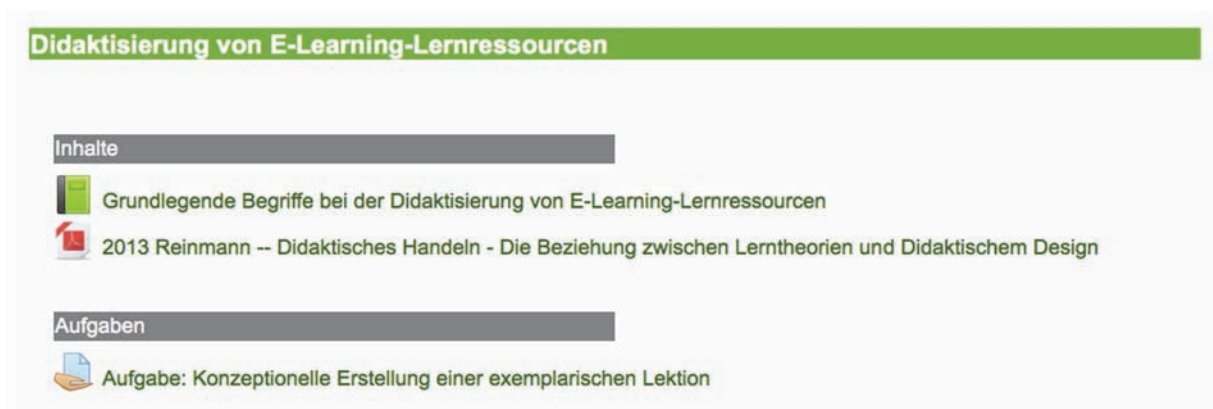 Didaktisierung von E-Learning-Lernressourcen
Inhalte
Grundlegende Begriffe bei der Didaktisierung von E-Learning-Lernressourcen
2013 Reinmann -- Didaktisches Handeln - Die Beziehung zwischen Lerntheorien und Didaktischem Design
Aufgaben
Aufgabe: Konzeptionelle Erstellung einer exemplarischen Lektion